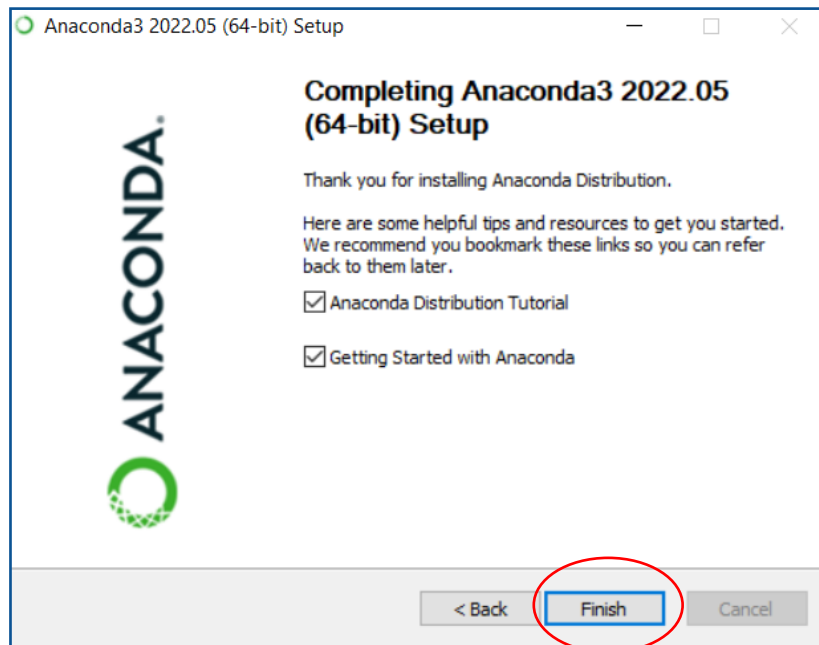 Anaconda3 2022.05 (64-bit) Setup
ANACONDA.
Completing Anaconda3 2022.05
(64-bit) Setup
Thank you for installing Anaconda Distribution.
Here are some helpful tips and resources to get you started.
We recommend you bookmark these links so you can refer
back to them later.
Anaconda Distribution Tutorial
Getting Started with Anaconda
< Back Finish Cancel